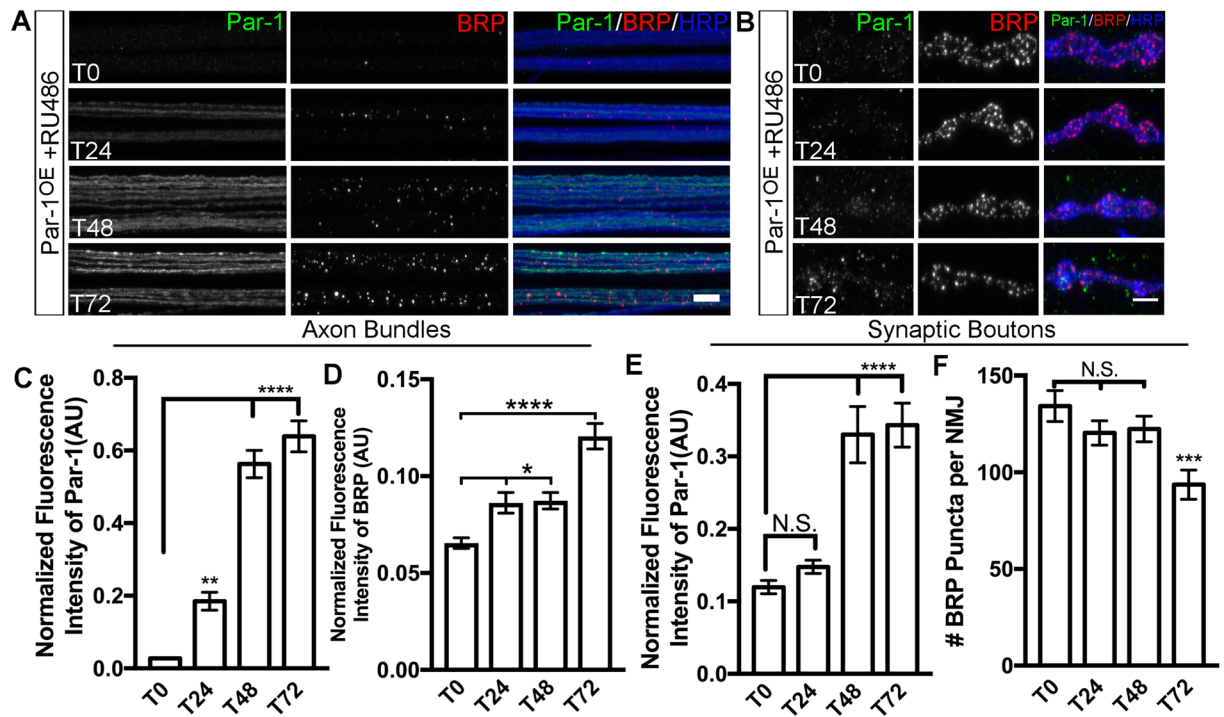 A
Par-1
BRP
Par-1/BRP/HRP
Par-1OE +RU486
T0
T24
T48
T72
Axon Bundles
B
Par-1
BRP
Par-1/BRP/HRP
Par-1OE +RU486
T0
T24
T48
T72
Synaptic Boutons
C
Normalized Fluorescence
Intensity of Par-1(AU)
0.8
0.6
0.4
0.2
0.0
**
****
T0
T24
T48
T72
D
Normalized Fluorescence
Intensity of BRP (AU)
0.15
0.10
0.05
0.00
****
*
T0
T24
T48
T72
E
Normalized Fluorescence
Intensity of Par-1(AU)
0.4
0.3
0.2
0.1
0.0
N.S.
****
T0
T24
T48
T72
F
# BRP Puncta per NMJ
150
100
50
0
N.S.
***
T0
T24
T48
T72